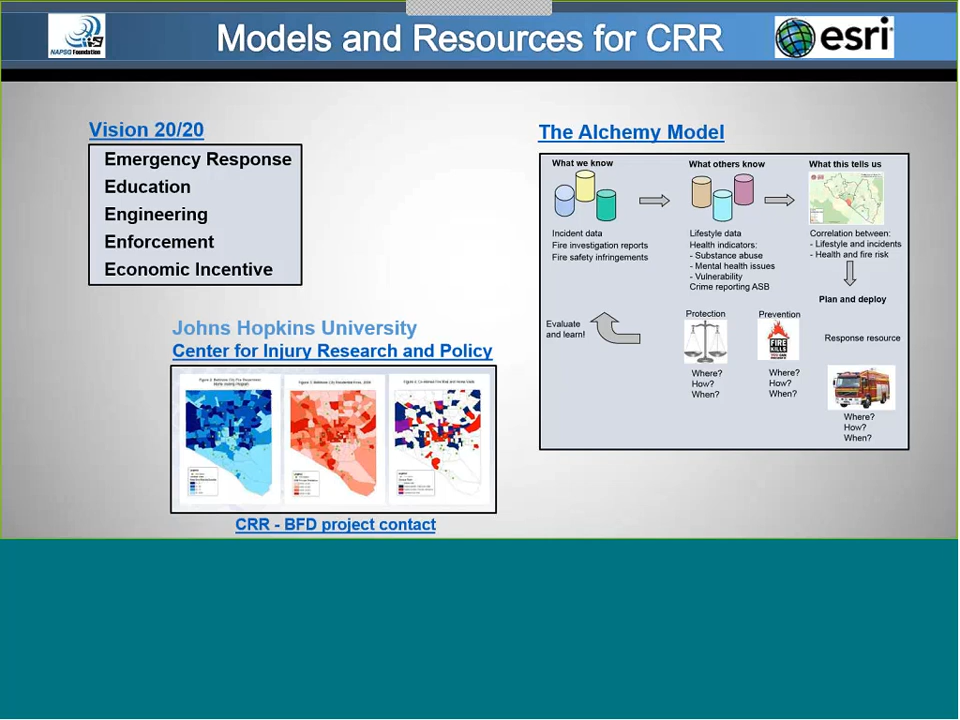 NAPSG Foundation
Models and Resources for CRR
esri
Vision 20/20
Emergency Response
Education
Engineering
Enforcement
Economic Incentive
Johns Hopkins University
Center for Injury Research and Policy
CRR - BFD project contact
The Alchemy Model
What we know
What others know
What this tells us
Incident data
Fire investigation reports
Fire safety infringements
Lifestyle data
Health indicators:
- Substance abuse
- Mental health issues
- Vulnerability
Crime reporting ASB
Correlation between:
- Lifestyle and incidents
- Health and fire risk
Plan and deploy
Evaluate
and learn!
Protection
Where?
How?
When?
Prevention
FIRE
KILLS
Where?
How?
When?
Response resource
Where?
How?
When?